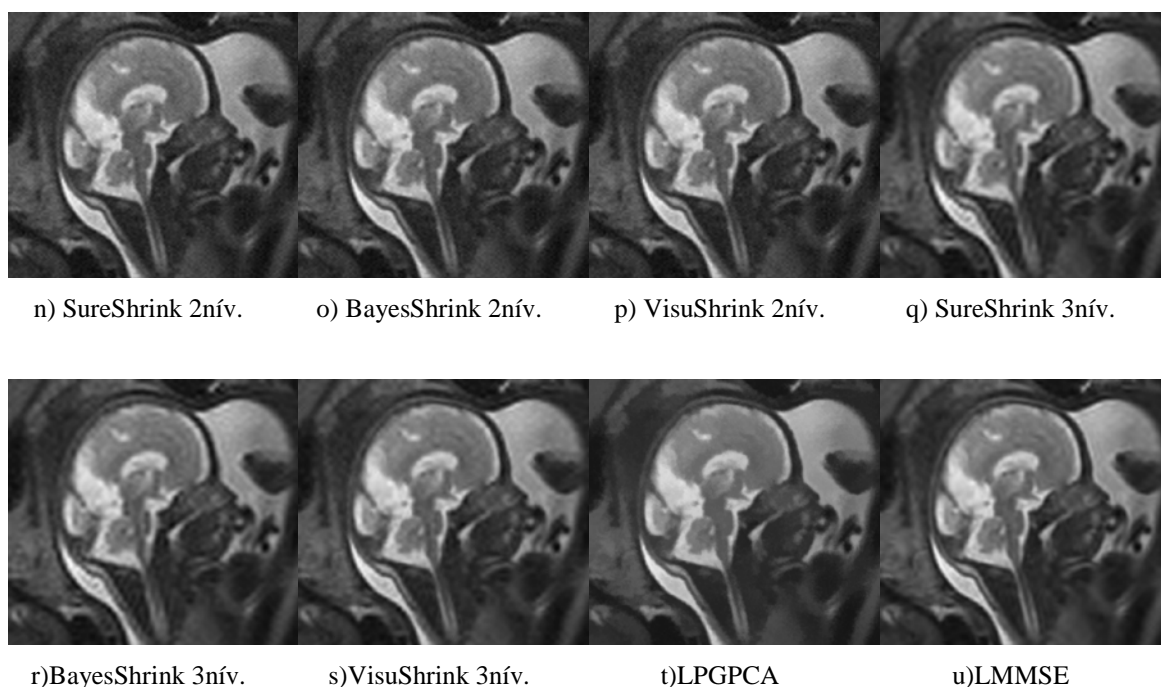 n) SureShrink 2nív. o) BayesShrink 2nív. p) VisuShrink 2nív. q) SureShrink 3nív.
r)BayesShrink 3nív. s)VisuShrink 3nív. t)LPGPCA u)LMMSE